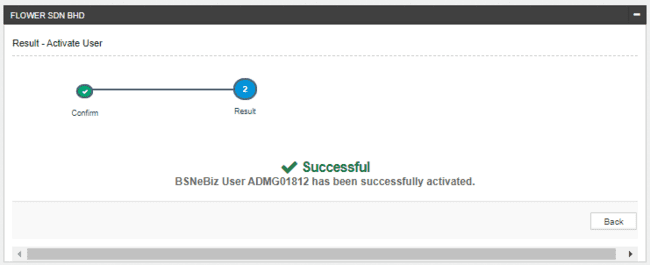 FLOWER SDN BHD
Result - Activate User
2
Confirm
Result
Successful
BSNeBiz User ADMG01812 has been successfully activated.
Back